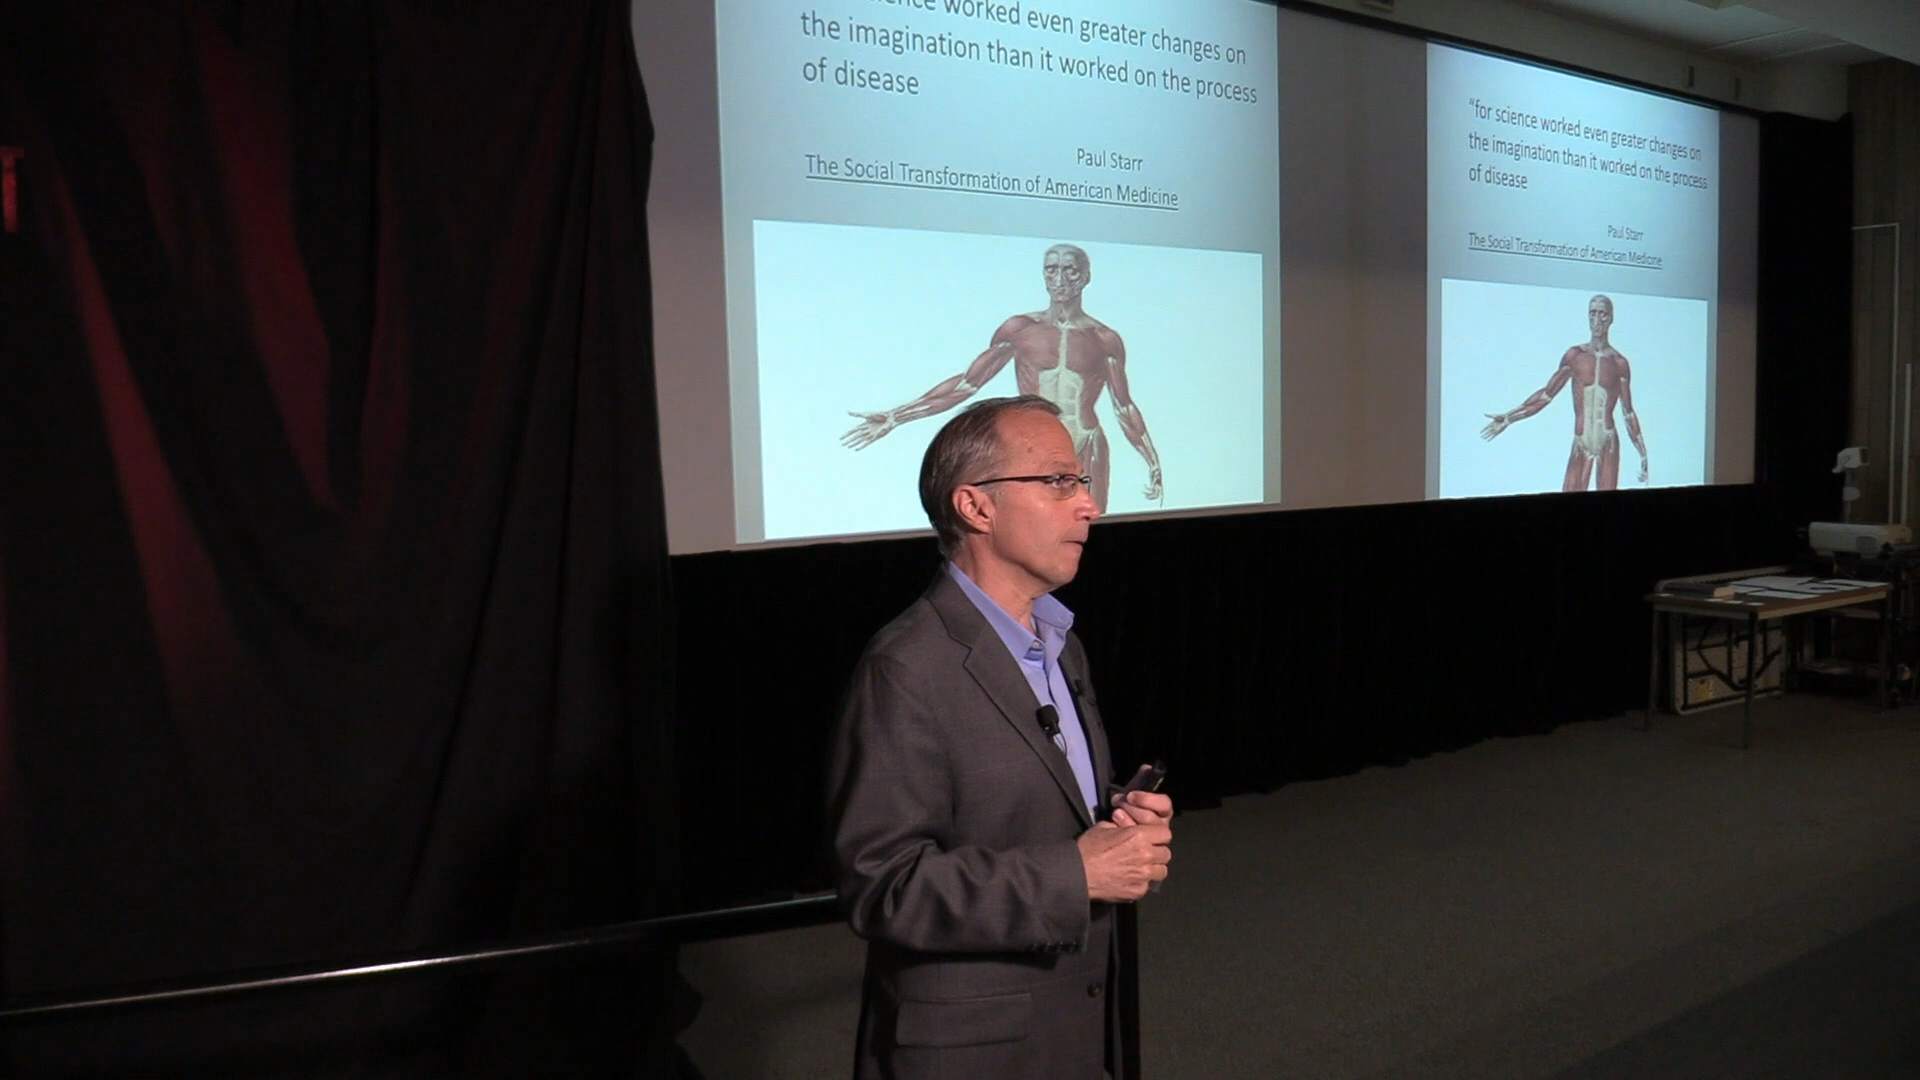 science worked even greater changes on
the imagination than it worked on the process
of disease
Paul Starr
The Social Transformation of American Medicine
“for science worked even greater changes on
the imagination than it worked on the process
of disease
Paul Starr
The Social Transformation of American Medicine